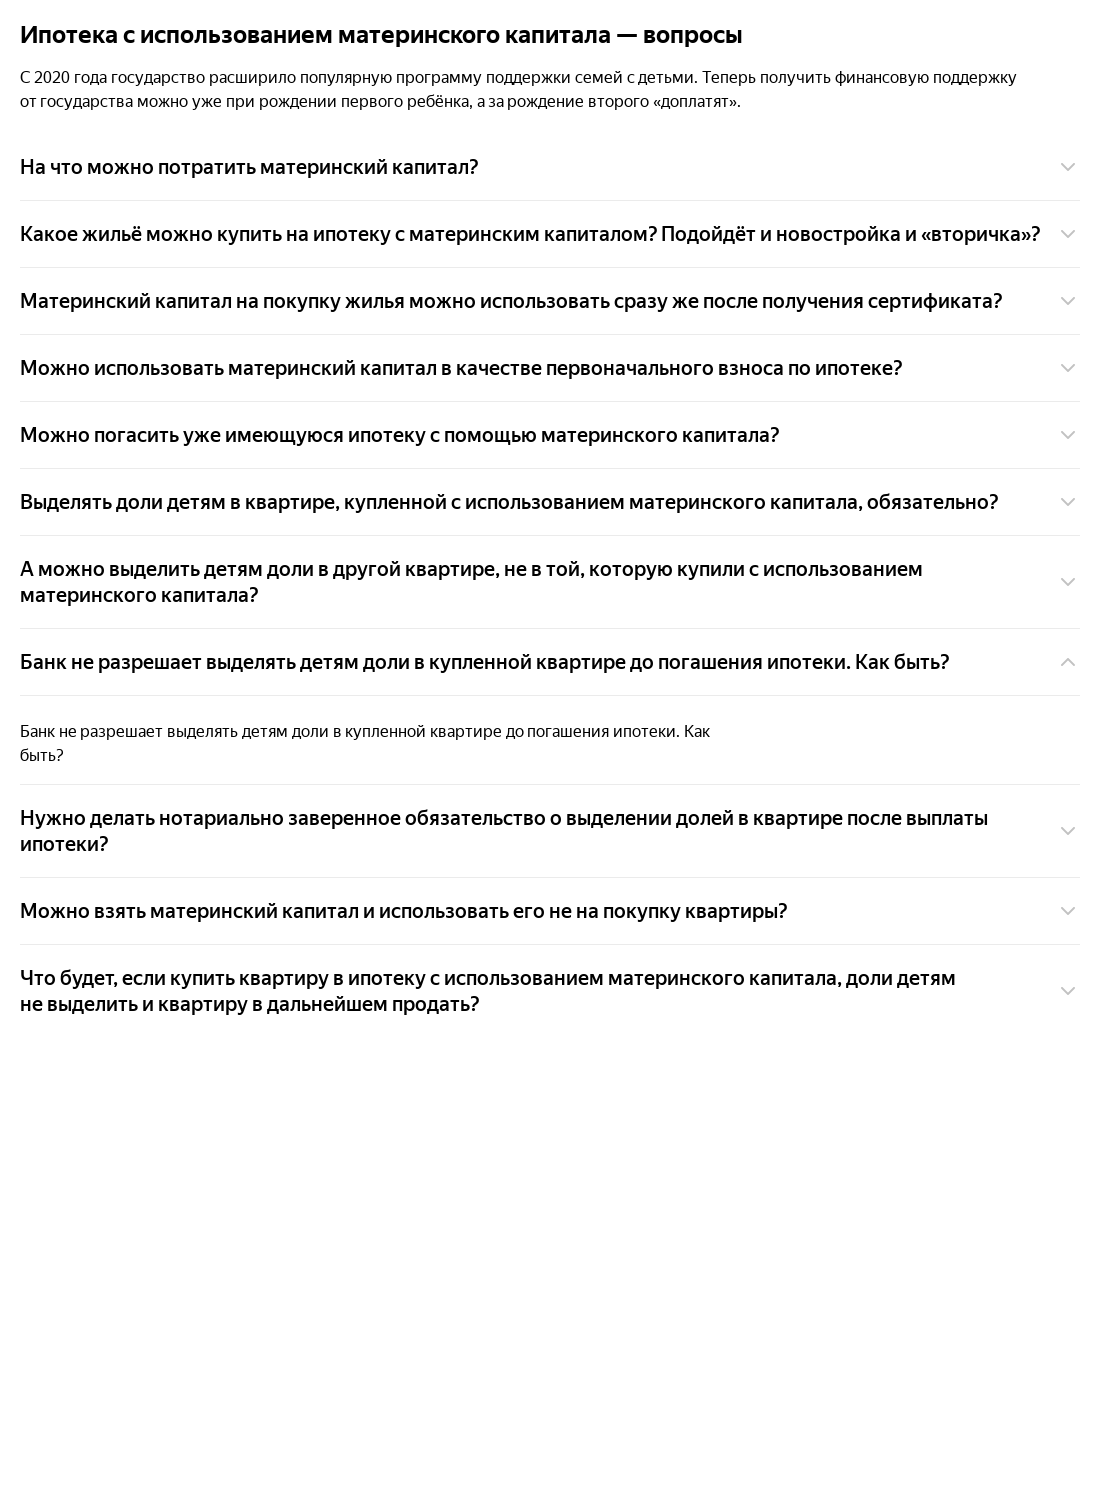 Ипотека с использованием материнского капитала — вопросы
С 2020 года государство расширило популярную программу поддержки семей с детьми. Теперь получить финансовую поддержку
от государства можно уже при рождении первого ребёнка, а за рождение второго «доплатят».
На что можно потратить материнский капитал?
Какое жильё можно купить на ипотеку с материнским капиталом? Подойдёт и новостройка и «вторичка»?
Материнский капитал на покупку жилья можно использовать сразу же после получения сертификата?
Можно использовать материнский капитал в качестве первоначального взноса по ипотеке?
Можно погасить уже имеющуюся ипотеку с помощью материнского капитала?
Выделять доли детям в квартире, купленной с использованием материнского капитала, обязательно?
А можно выделить детям доли в другой квартире, не в той, которую купили с использованием
материнского капитала?
Банк не разрешает выделять детям доли в купленной квартире до погашения ипотеки. Как быть?
Банк не разрешает выделять детям доли в купленной квартире до погашения ипотеки. Как
быть?
Нужно делать нотариально заверенное обязательство о выделении долей в квартире после выплаты
ипотеки?
Можно взять материнский капитал и использовать его не на покупку квартиры?
Что будет, если купить квартиру в ипотеку с использованием материнского капитала, доли детям
не выделить и квартиру в дальнейшем продать?